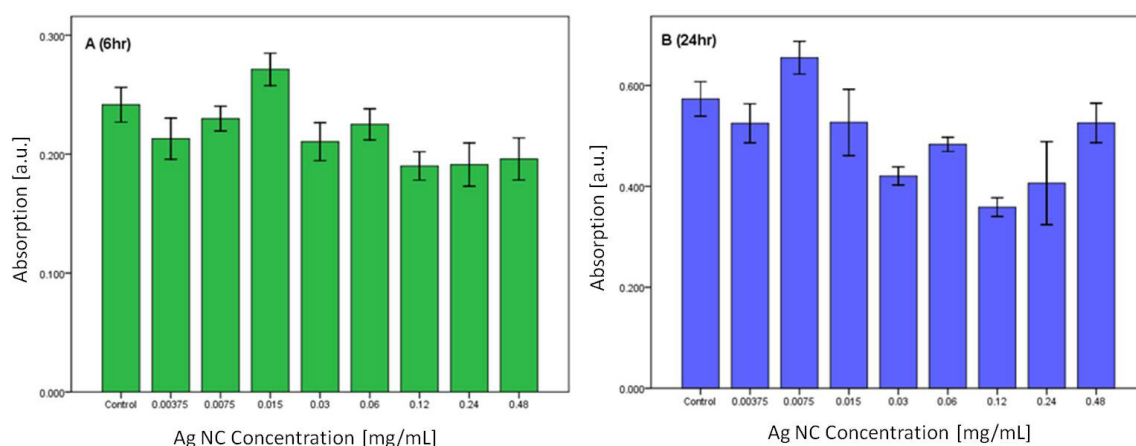 A (6hr)
0.300
0.200
0.100
0.000
Absorption [a.u.]
Control 0.00375 0.0075 0.015 0.03 0.06 0.12 0.24 0.48
Ag NC Concentration [mg/mL]
B (24hr)
0.600
0.400
0.200
0.000
Absorption [a.u.]
Control 0.00375 0.0075 0.015 0.03 0.06 0.12 0.24 0.48
Ag NC Concentration [mg/mL]